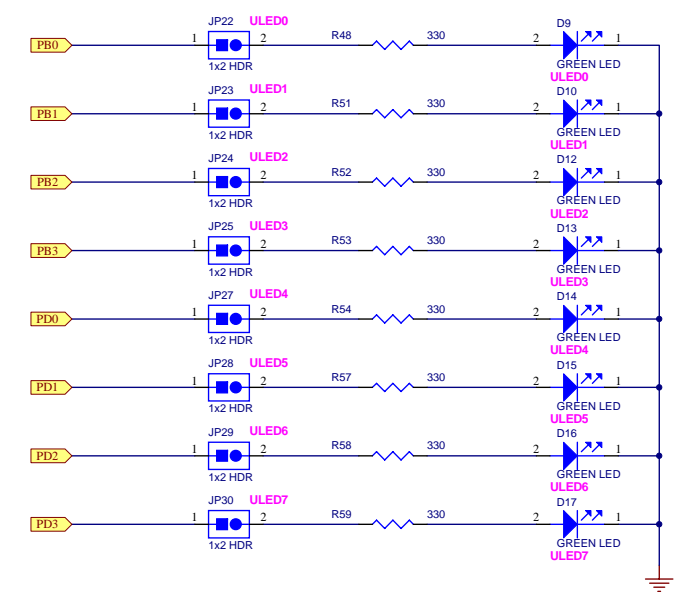 JP22 ULED0 D9
PB0 1 2 R48 330 2 1
1x2 HDR GREEN LED
ULED0
JP23 ULED1 D10
PB1 1 2 R51 330 2 1
1x2 HDR GREEN LED
ULED1
JP24 ULED2 D12
PB2 1 2 R52 330 2 1
1x2 HDR GREEN LED
ULED2
JP25 ULED3 D13
PB3 1 2 R53 330 2 1
1x2 HDR GREEN LED
ULED3
JP27 ULED4 D14
PD0 1 2 R54 330 2 1
1x2 HDR GREEN LED
ULED4
JP28 ULED5 D15
PD1 1 2 R57 330 2 1
1x2 HDR GREEN LED
ULED5
JP29 ULED6 D16
PD2 1 2 R58 330 2 1
1x2 HDR GREEN LED
ULED6
JP30 ULED7 D17
PD3 1 2 R59 330 2 1
1x2 HDR GREEN LED
ULED7